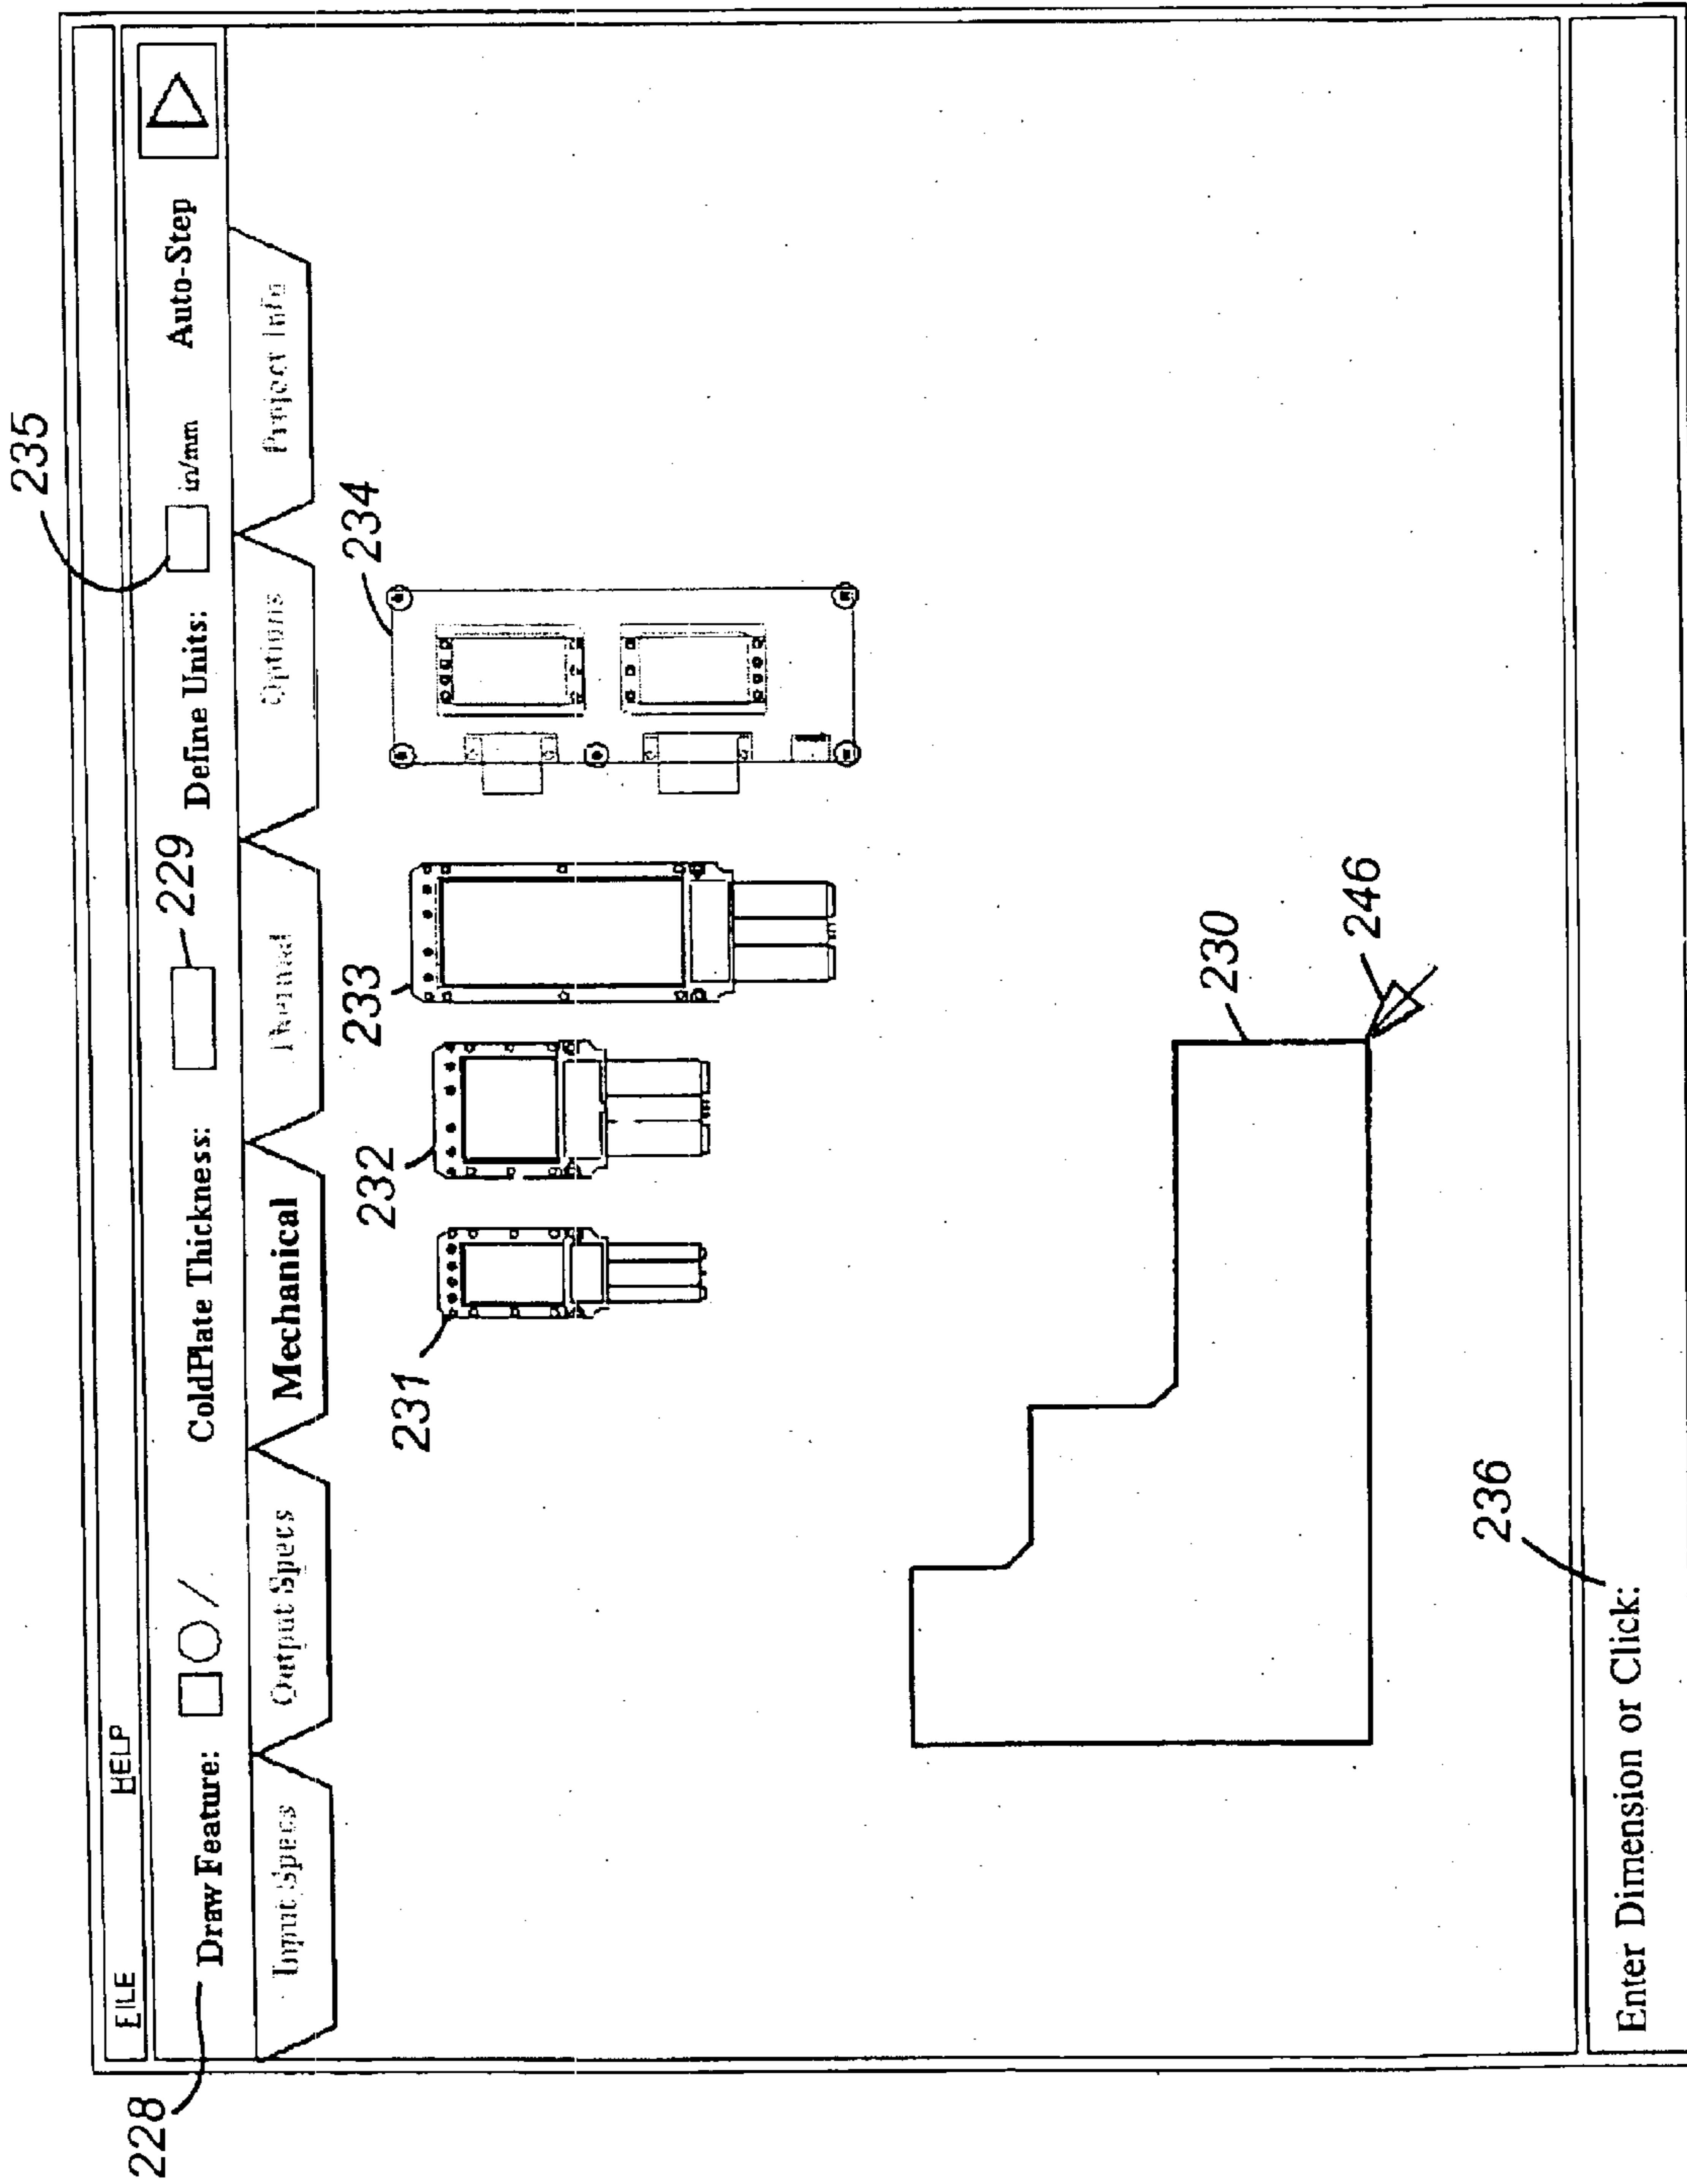 235
FILE HELP
228 Draw Feature: ColdPlate Thickness: 229 Define Units: in/mm Auto-Step
Input Specs Output Specs Mechanical Thermal Options Project Info
231 232 233 234
230
246
236
Enter Dimension or Click: